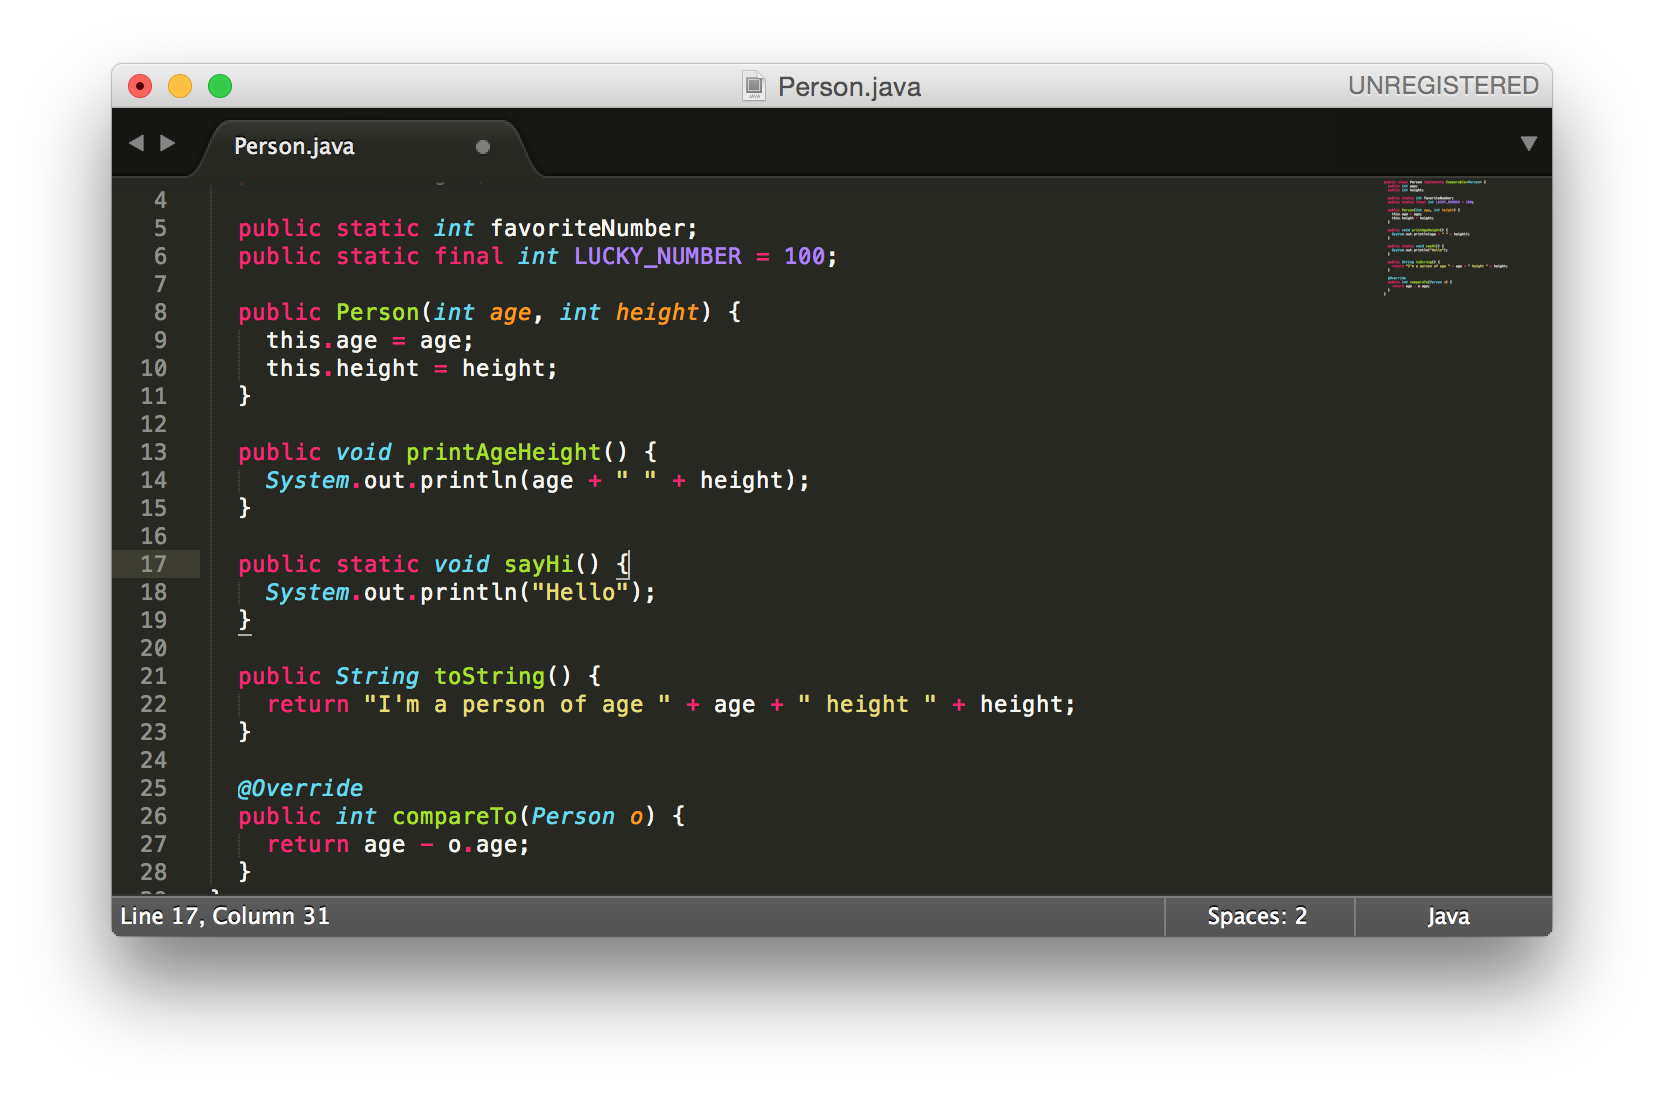 Person.java
UNREGISTERED
Person.java
4
5 public static int favoriteNumber;
6 public static final int LUCKY_NUMBER = 100;
7
8 public Person(int age, int height) {
9 this.age = age;
10 this.height = height;
11 }
12
13 public void printAgeHeight() {
14 System.out.println(age + " " + height);
15 }
16
17 public static void sayHi() {
18 System.out.println("Hello");
19 }
20
21 public String toString() {
22 return "I'm a person of age " + age + " height " + height;
23 }
24
25 @Override
26 public int compareTo(Person o) {
27 return age - o.age;
28 }
Line 17, Column 31
Spaces: 2
Java